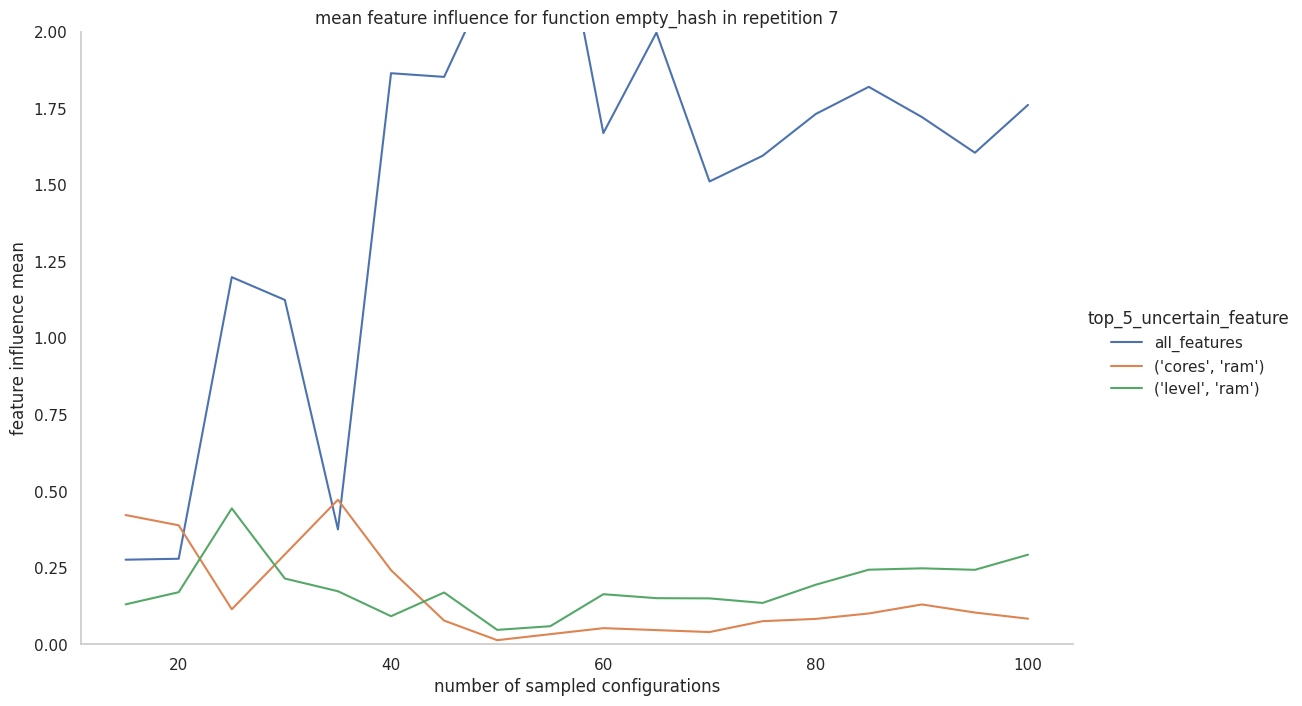 mean feature influence for function empty_hash in repetition 7
2.00
1.75
1.50
1.25
1.00
0.75
0.50
0.25
0.00
feature influence mean
20
40
60
80
100
number of sampled configurations
top_5_uncertain_feature
all_features
('cores', 'ram')
('level', 'ram')